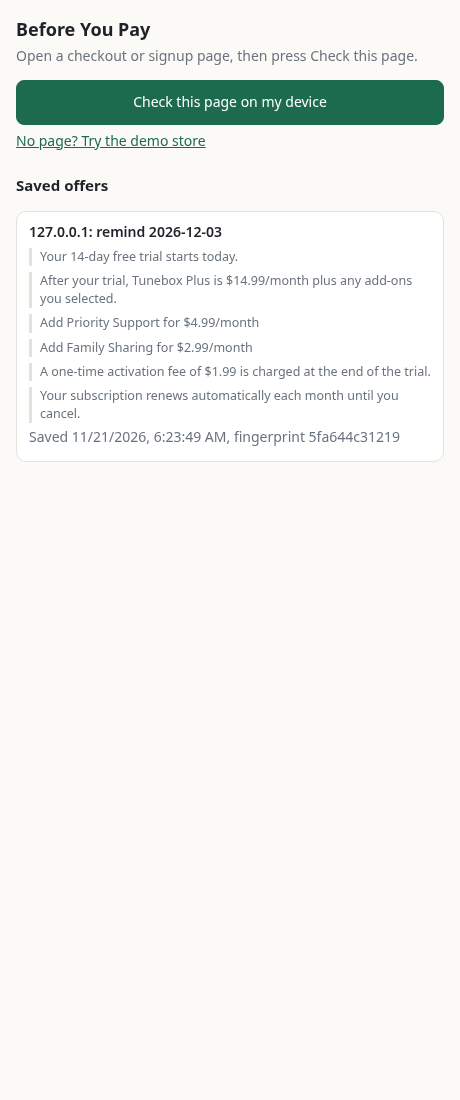 Before You Pay
Open a checkout or signup page, then press Check this page.
Check this page on my device
No page? Try the demo store
Saved offers
127.0.0.1: remind 2026-12-03
Your 14-day free trial starts today.
After your trial, Tunebox Plus is $14.99/month plus any add-ons
you selected.
Add Priority Support for $4.99/month
Add Family Sharing for $2.99/month
A one-time activation fee of $1.99 is charged at the end of the trial.
Your subscription renews automatically each month until you
cancel.
Saved 11/21/2026, 6:23:49 AM, fingerprint 5fa644c31219